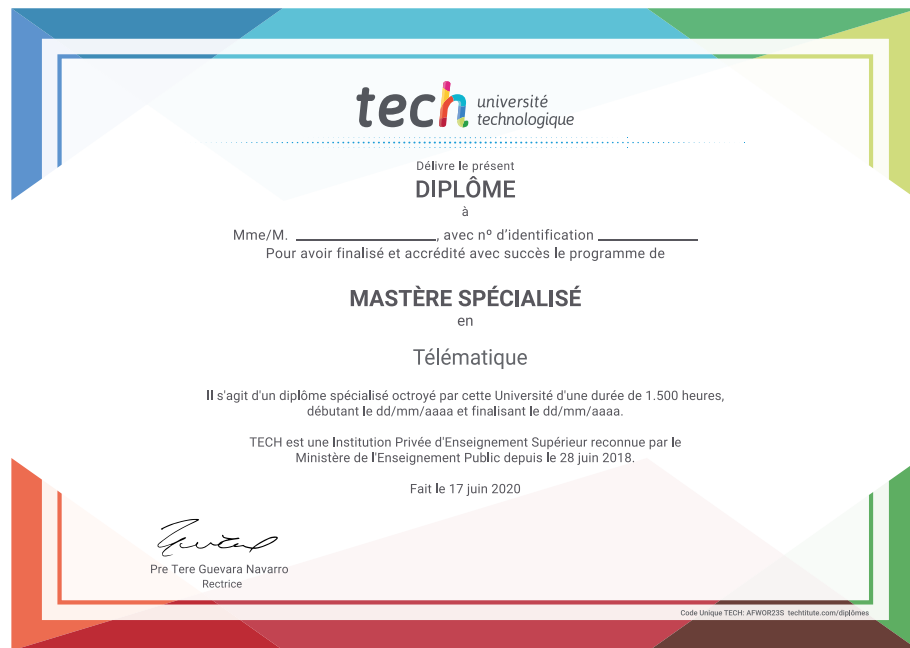 tech université
technologique
Délivre le présent
DIPLÔME
à
Mme/M. ____________________, avec nº d'identification ______________
Pour avoir finalisé et accrédité avec succès le programme de
MASTÈRE SPÉCIALISÉ
en
Télématique
Il s'agit d'un diplôme spécialisé octroyé par cette Université d'une durée de 1.500 heures,
débutant le dd/mm/aaaa et finalisant le dd/mm/aaaa.
TECH est une Institution Privée d'Enseignement Supérieur reconnue par le
Ministère de l'Enseignement Public depuis le 28 juin 2018.
Fait le 17 juin 2020
Pre Tere Guevara Navarro
Rectrice
Code Unique TECH: AFWOR23S techtitute.com/diplômes